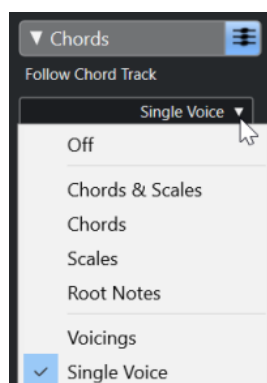 Chords
Follow Chord Track
Single Voice
Off
Chords & Scales
Chords
Scales
Root Notes
Voicings
Single Voice